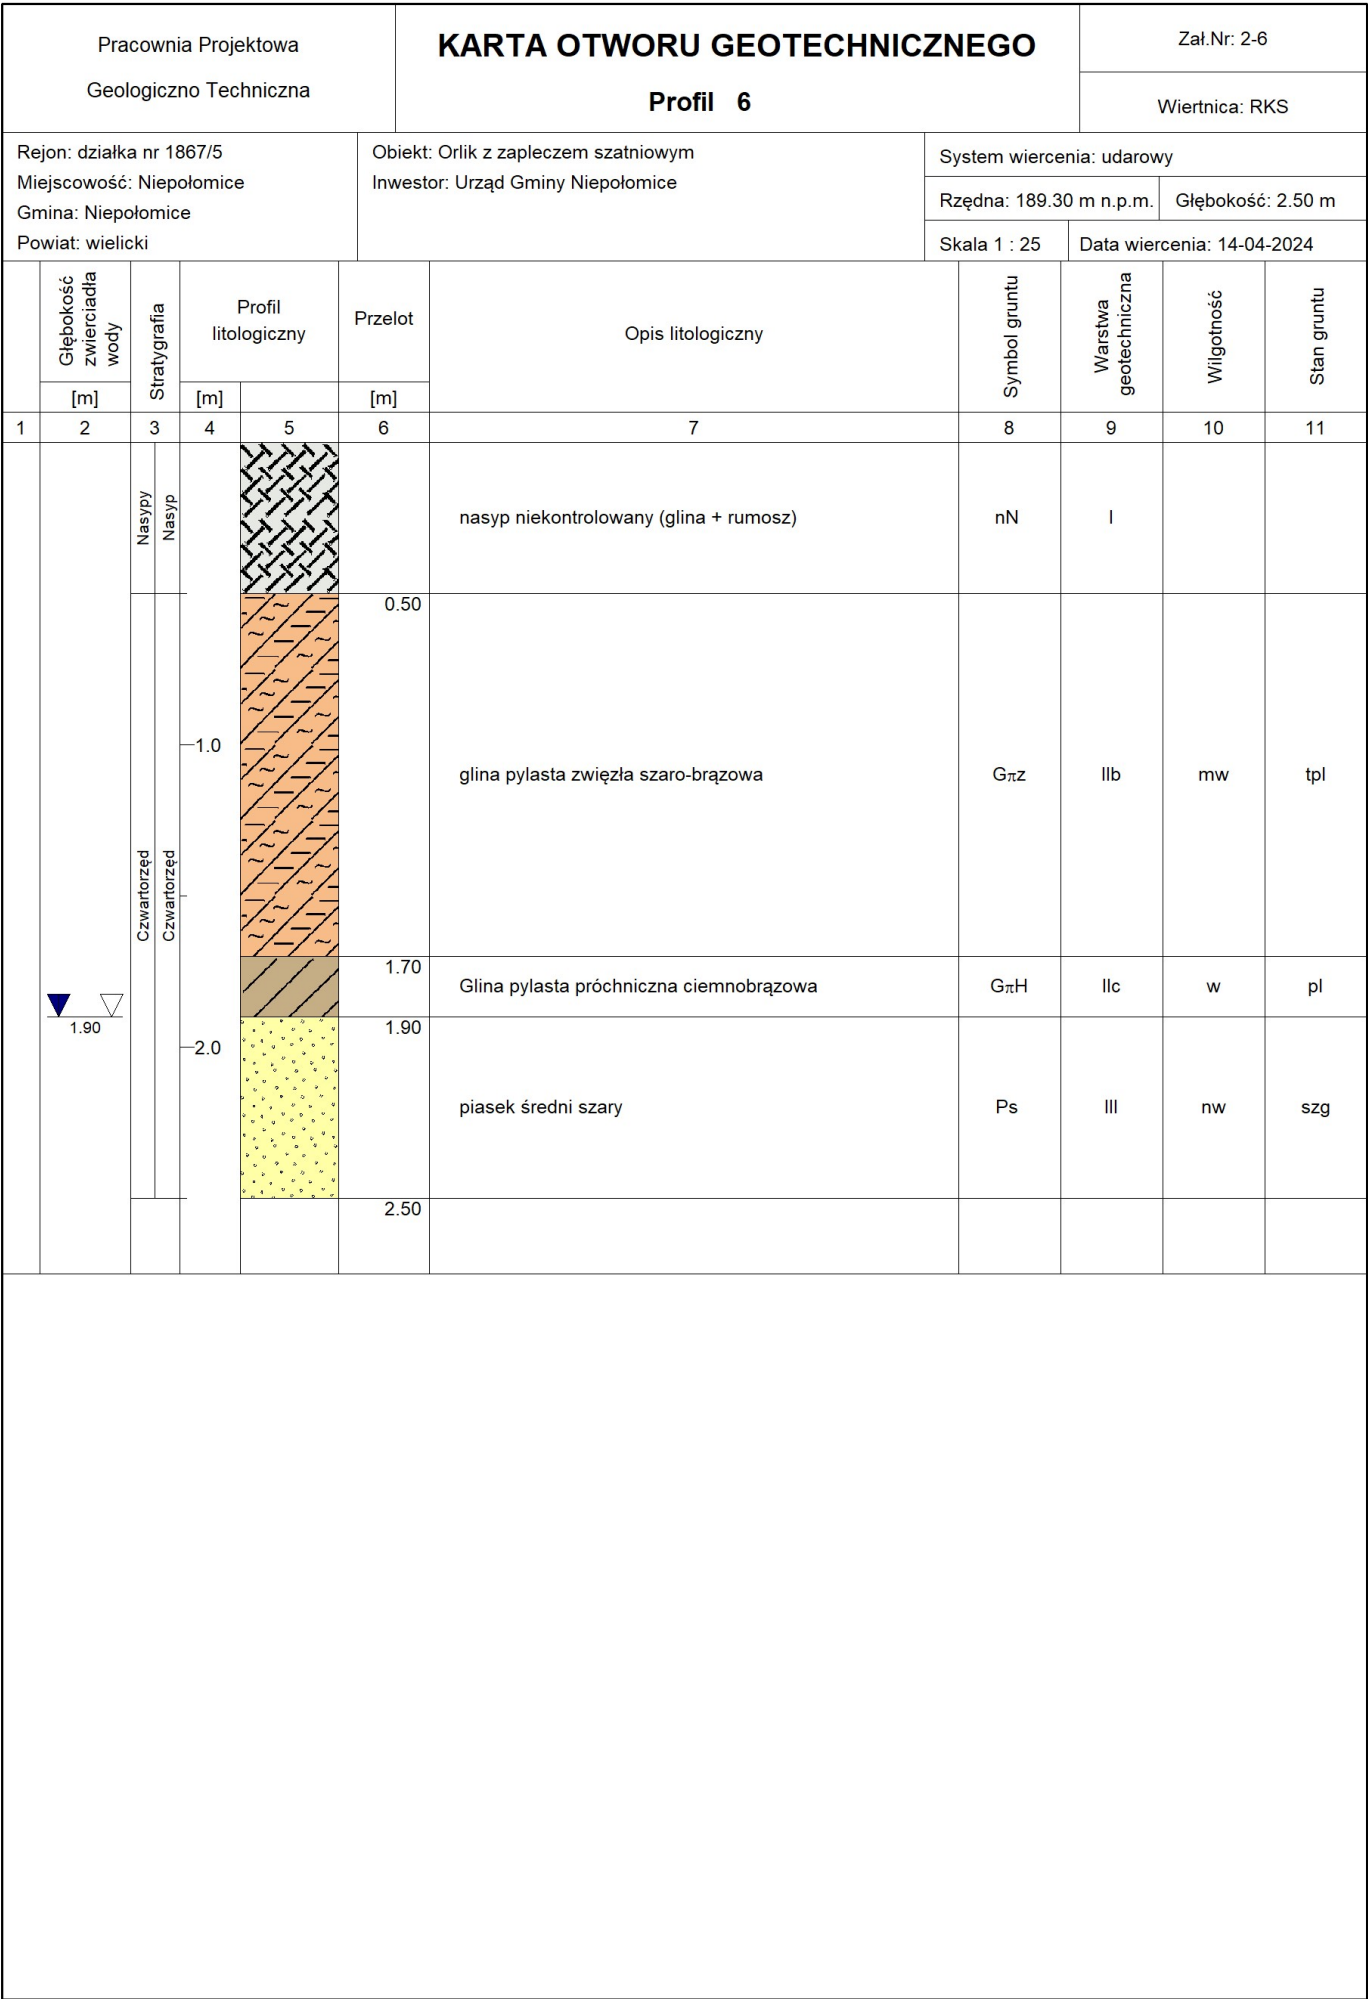 Pracownia Projektowa
Geologiczno Techniczna
KARTA OTWORU GEOTECHNICZNEGO
Profil 6
Zał.Nr: 2-6
Wiertnica: RKS
Rejon: działka nr 1867/5
Miejscowość: Niepołomice
Gmina: Niepołomice
Powiat: wielicki
Obiekt: Orlik z zapleczem szatniowym
Inwestor: Urząd Gminy Niepołomice
System wiercenia: udarowy
Rzędna: 189.30 m n.p.m.
Głębokość: 2.50 m
Skala 1 : 25
Data wiercenia: 14-04-2024
Głębokość
zwierciadła
wody
[m]
Stratygrafia
Profil
litologiczny
[m]
Przelot
[m]
Opis litologiczny
Symbol gruntu
Warstwa
geotechniczna
Wilgotność
Stan gruntu
1 2 3 4 5 6 7 8 9 10 11
Nasypy
Nasyp
nasyp niekontrolowany (glina + rumosz) nN I
0.50
1.0
glina pylasta zwięzła szaro-brązowa Gπz IIb mw tpl
Czwartorzęd
Czwartorzęd
1.70
Glina pylasta próchniczna ciemnobrązowa GπH IIc w pl
1.90
1.90
2.0
piasek średni szary Ps III nw szg
2.50